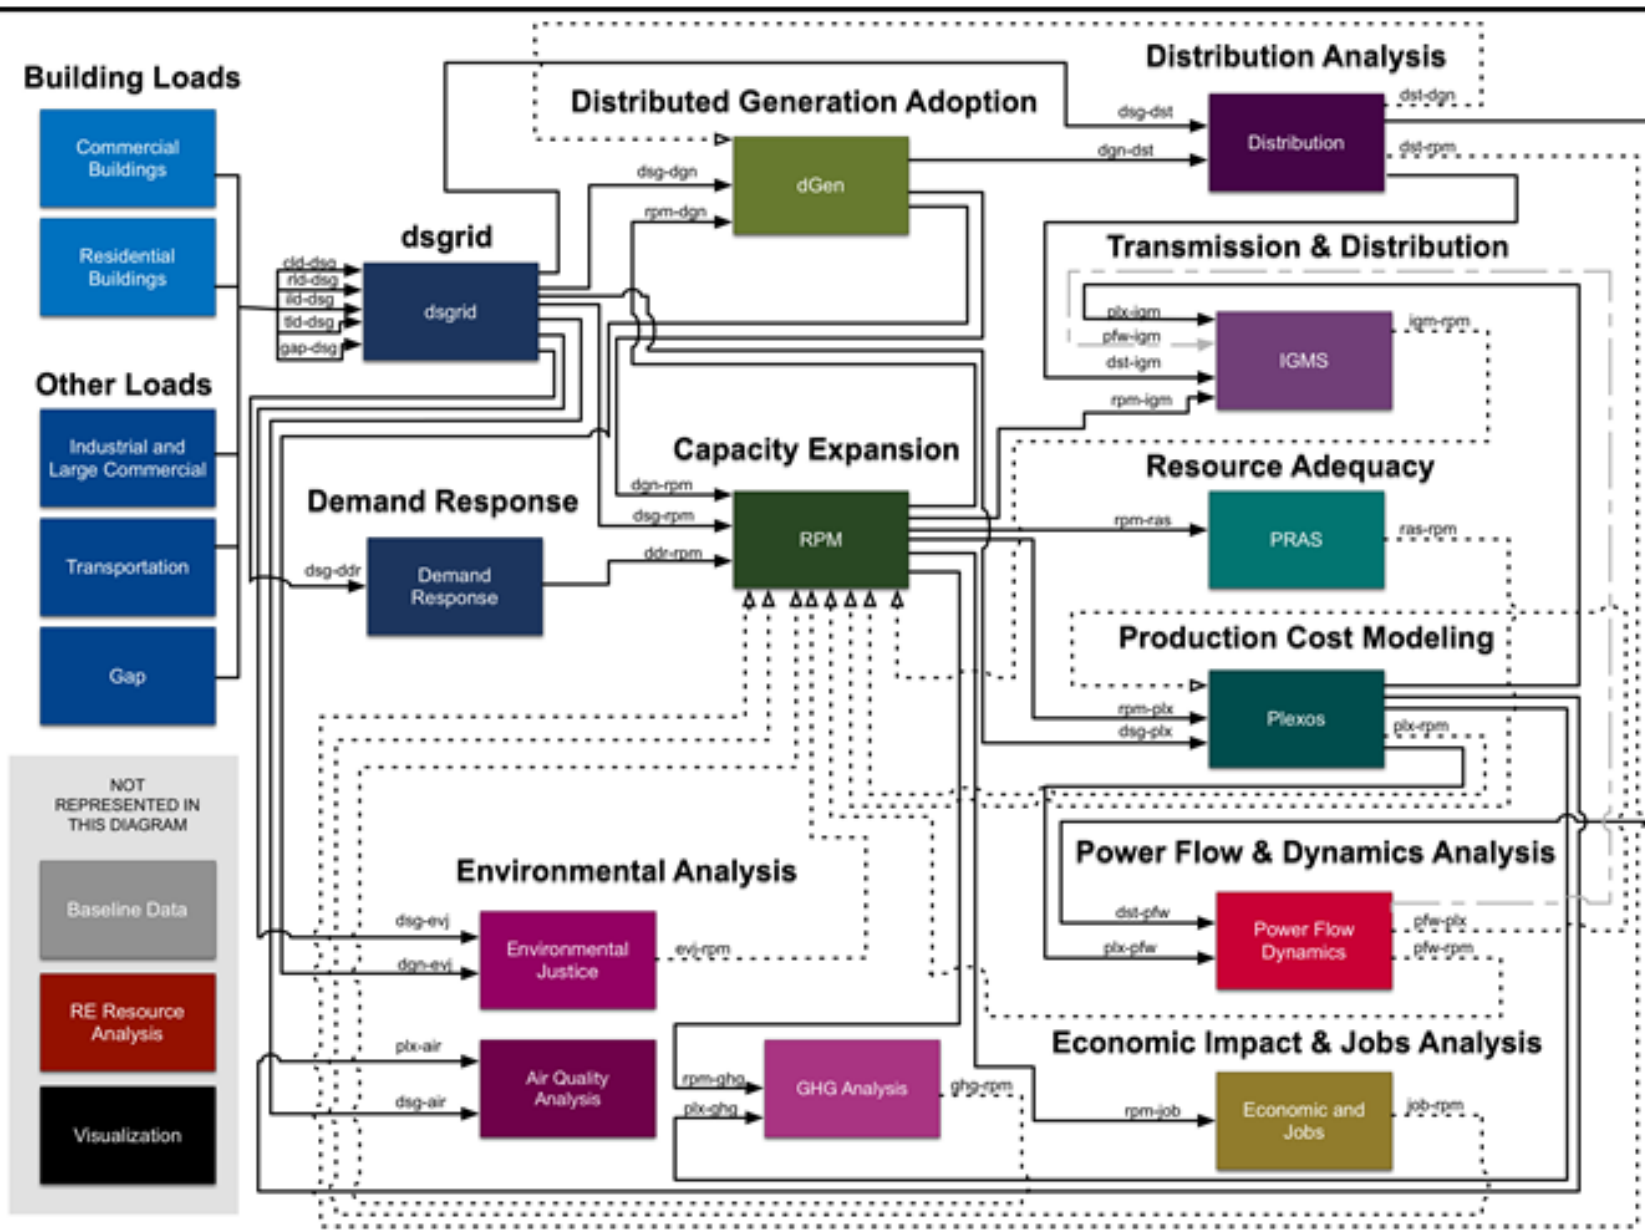 Building Loads
Commercial
Buildings
Residential
Buildings
Other Loads
Industrial and
Large Commercial
Transportation
Gap
NOT
REPRESENTED IN
THIS DIAGRAM
Baseline Data
RE Resource
Analysis
Visualization
dsgrid
cld-dsg
rld-dsg
ild-dsg
tld-dsg
gap-dsg
dsgrid
Demand Response
dsg-ddr
Demand
Response
Distributed Generation Adoption
dsg-dgn
rpm-dgn
dGen
Capacity Expansion
dgn-rpm
dsg-rpm
ddr-rpm
RPM
Environmental Analysis
dsg-evj
dgn-evj
Environmental
Justice
evj-rpm
plx-air
dsg-air
Air Quality
Analysis
rpm-ghg
plx-ghg
GHG Analysis
ghg-rpm
Distribution Analysis
dsg-dst
dgn-dst
Distribution
dst-dgn
dst-rpm
Transmission & Distribution
plx-igm
pfw-igm
dst-igm
rpm-igm
IGMS
igm-rpm
Resource Adequacy
rpm-ras
PRAS
ras-rpm
Production Cost Modeling
rpm-plx
dsg-plx
Plexos
plx-rpm
Power Flow & Dynamics Analysis
dst-pfw
plx-pfw
Power Flow
Dynamics
pfw-plx
pfw-rpm
Economic Impact & Jobs Analysis
rpm-job
Economic and
Jobs
job-rpm